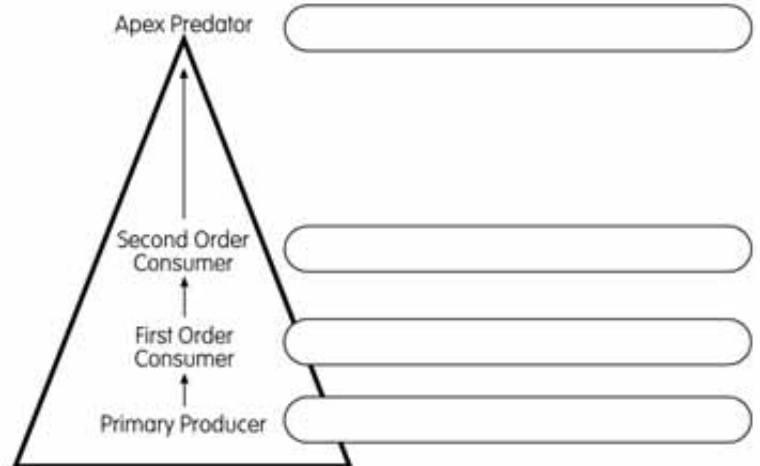 Apex Predator
Second Order
Consumer
First Order
Consumer
Primary Producer